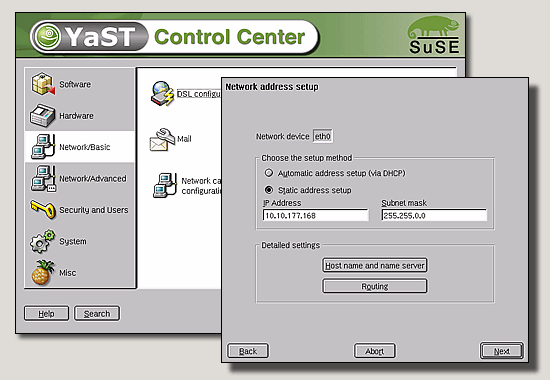 YaST Control Center
SuSE
Software
Hardware
Network/Basic
Network/Advanced
Security and Users
System
Misc
DSL configu
Mail
Network ca
configuration
Help
Search
Network address setup
Network device eth0
Choose the setup method
Automatic address setup (via DHCP)
Static address setup
IP Address Subnet mask
10.10.177.168 255.255.0.0
Detailed settings
Host name and name server
Routing
Back Abort Next